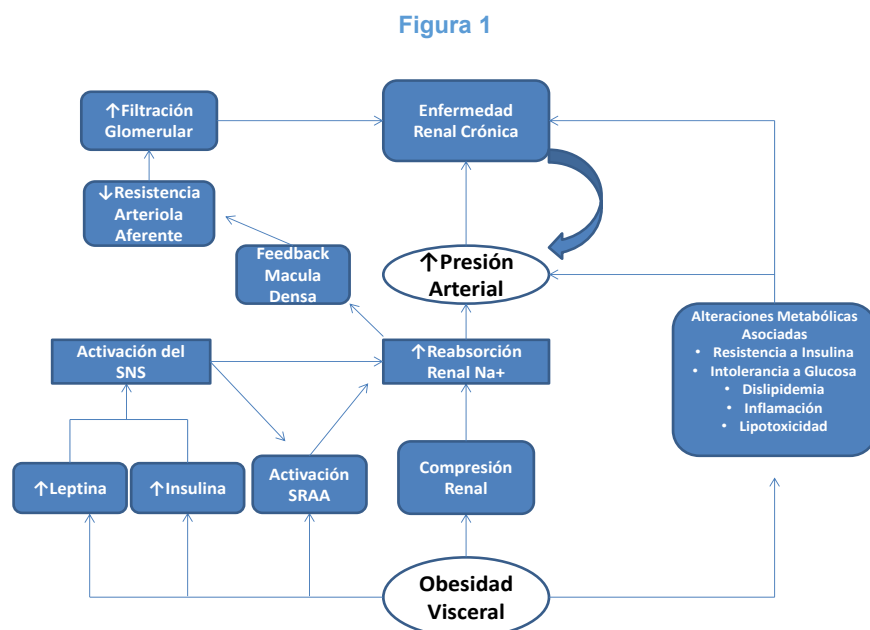 Figura 1
↑Filtración
Glomerular
Enfermedad
Renal Crónica
↓Resistencia
Arteriola
Aferente
Feedback
Macula
Densa
↑Presión
Arterial
Alteraciones Metabólicas
Asociadas
• Resistencia a Insulina
• Intolerancia a Glucosa
• Dislipidemia
• Inflamación
• Lipotoxicidad
Activación del
SNS
↑Reabsorción
Renal Na+
↑Leptina
↑Insulina
Activación
SRAA
Compresión
Renal
Obesidad
Visceral